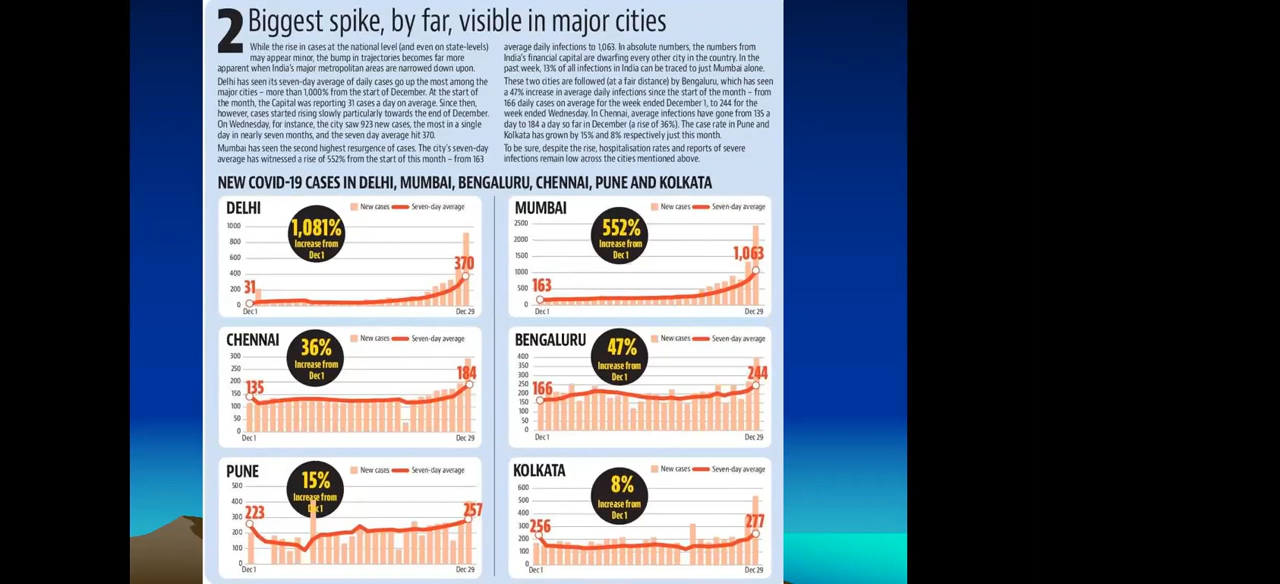 2 Biggest spike, by far, visible in major cities
While the rise in cases at the national level (and even on state-levels)
may appear minor, the bump in trajectories becomes far more
apparent when India's major metropolitan areas are narrowed down upon.
Delhi has seen its seven-day average of daily cases go up the most among the
major cities – more than 1,000% from the start of December. At the start of
the month, the Capital was reporting 31 cases a day on average. Since then,
however, cases started rising slowly particularly towards the end of December.
On Wednesday, for instance, the city saw 923 new cases, the most in a single
day in nearly seven months, and the seven day average hit 370.
Mumbai has seen the second highest resurgence of cases. The city's seven-day
average has witnessed a rise of 552% from the start of this month – from 163
average daily infections to 1,063. In absolute numbers, the numbers from
India's financial capital are dwarfing every other city in the country. In the
past week, 13% of all infections in India can be traced to just Mumbai alone.
These two cities are followed (at a fair distance) by Bengaluru, which has seen
a 47% increase in average daily infections since the start of the month – from
166 daily cases on average for the week ended December 1, to 244 for the
week ended Wednesday. In Chennai, average infections have gone from 135 a
day to 184 a day so far in December (a rise of 36%). The case rate in Pune and
Kolkata has grown by 15% and 8% respectively just this month.
To be sure, despite the rise, hospitalisation rates and reports of severe
infections remain low across the cities mentioned above.
NEW COVID-19 CASES IN DELHI, MUMBAI, BENGALURU, CHENNAI, PUNE AND KOLKATA
DELHI
New cases Seven-day average
1,081%
Increase from
Dec 1
1000
800
600
400
200
0
31
370
Dec 1 Dec 29
MUMBAI
New cases Seven-day average
552%
Increase from
Dec 1
2500
2000
1500
1000
500
0
163
1,063
Dec 1 Dec 29
CHENNAI
New cases Seven-day average
36%
Increase from
Dec 1
300
250
200
150
100
50
0
135
184
Dec 1 Dec 29
BENGALURU
New cases Seven-day average
47%
Increase from
Dec 1
400
350
300
250
200
150
100
50
0
166
244
Dec 1 Dec 29
PUNE
New cases Seven-day average
15%
Increase from
Dec 1
500
400
300
200
100
0
223
257
Dec 1 Dec 29
KOLKATA
New cases Seven-day average
8%
Increase from
Dec 1
600
500
400
300
200
100
0
256
277
Dec 1 Dec 29